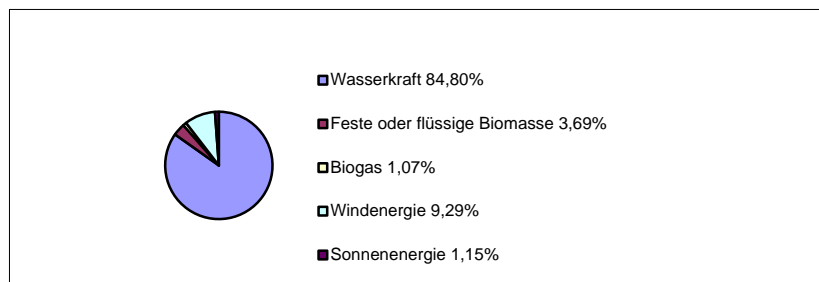 Wasserkraft 84,80%
Feste oder flüssige Biomasse 3,69%
Biogas 1,07%
Windenergie 9,29%
Sonnenenergie 1,15%